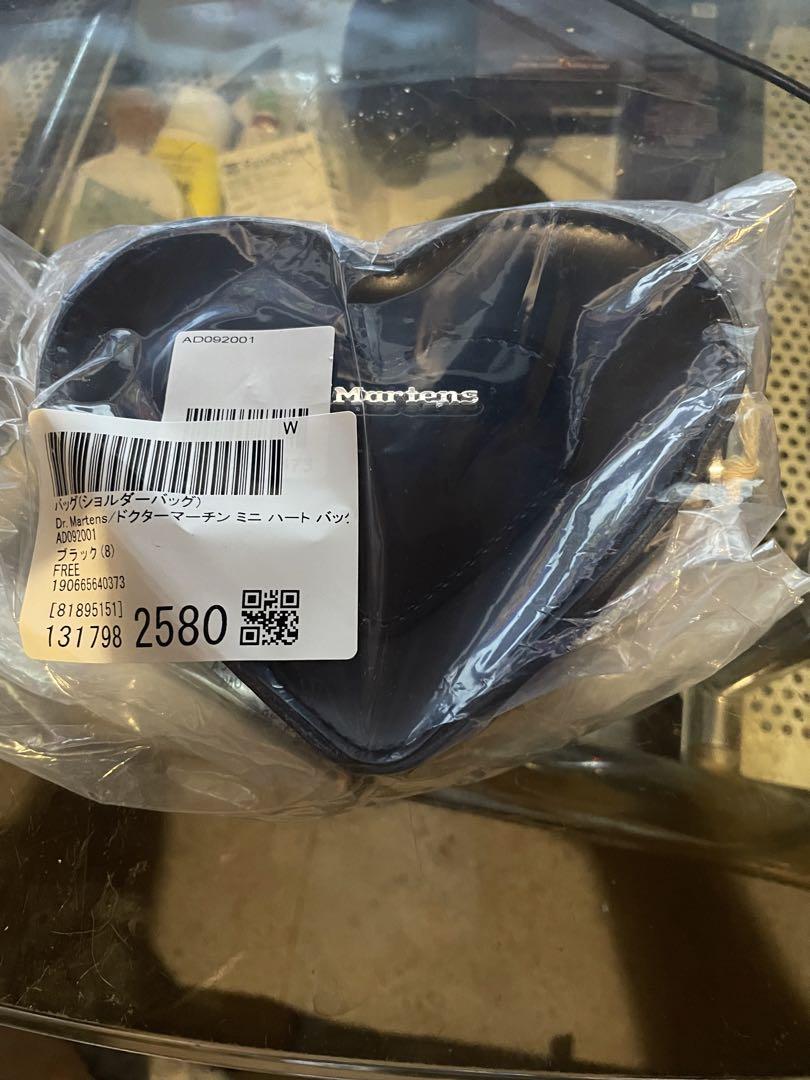 AD092001
Martens
W
バッグ(ショルダーバッグ)
Dr. Martens/ドクターマーチン ミニ ハート バッグ
AD092001
ブラック(8)
FREE
190665640373
[81895151]
131798 2580